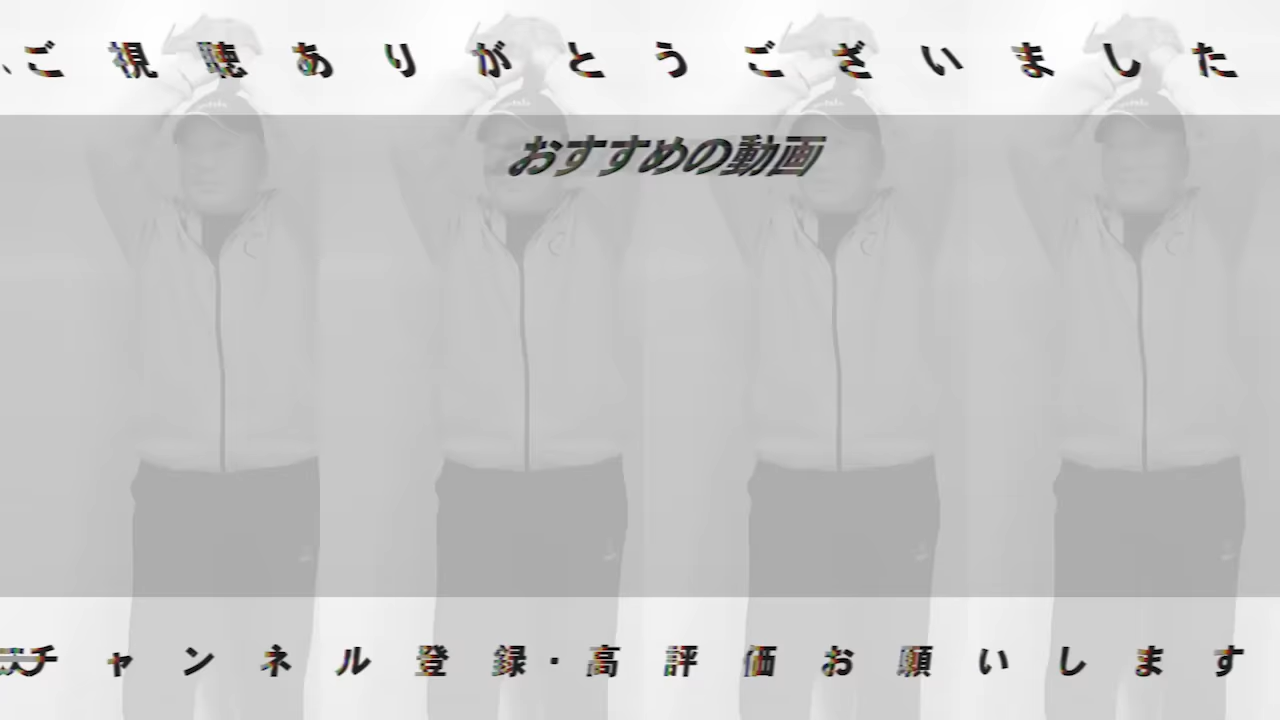 ご視聴ありがとうございました
おすすめの動画
チャンネル登録・高評価お願いします